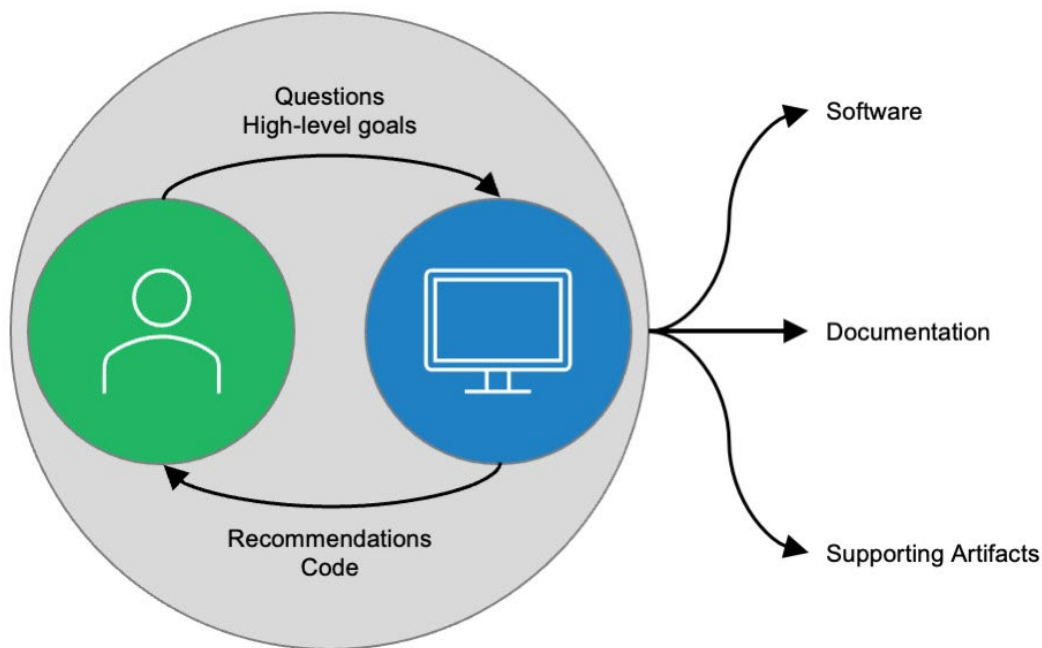 Questions
High-level goals
Software
Documentation
Recommendations
Code
Supporting Artifacts